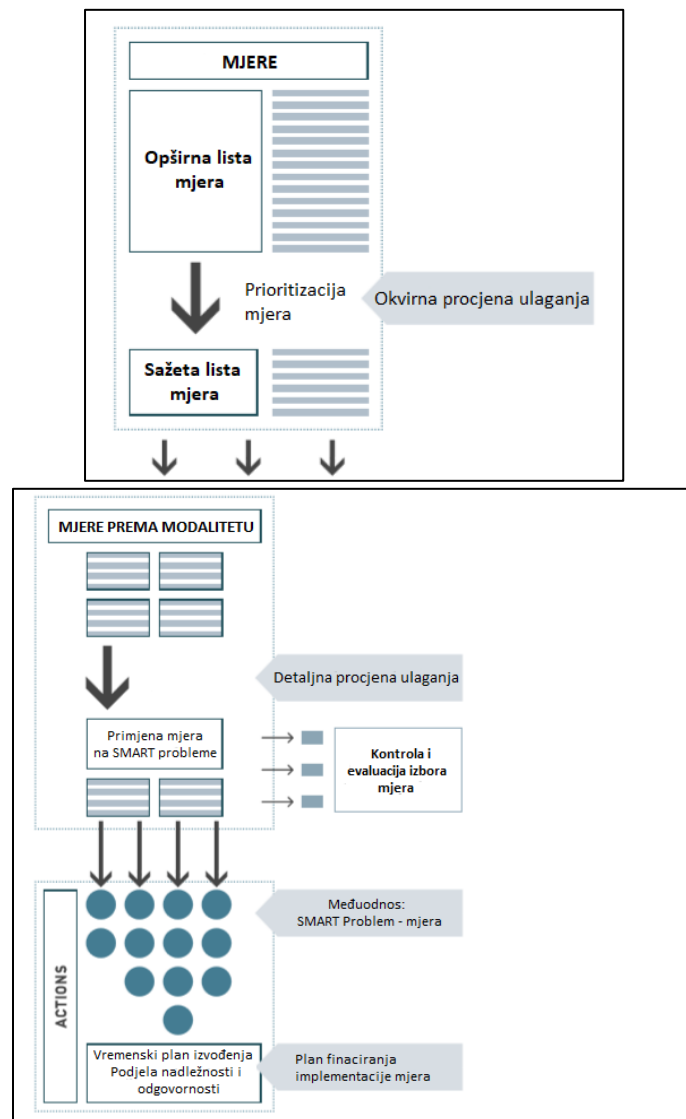 MJERE
Opširna lista
mjera
Prioritizacija
mjera
Okvirna procjena ulaganja
Sažeta lista
mjera
MJERE PREMA MODALITETU
Detaljna procjena ulaganja
Primjena mjera
na SMART probleme
Kontrola i
evaluacija izbora
mjera
Međuodnos:
SMART Problem - mjera
ACTIONS
Vremenski plan izvođenja
Podjela nadležnosti i
odgovornosti
Plan finaciranja
implementacije mjera